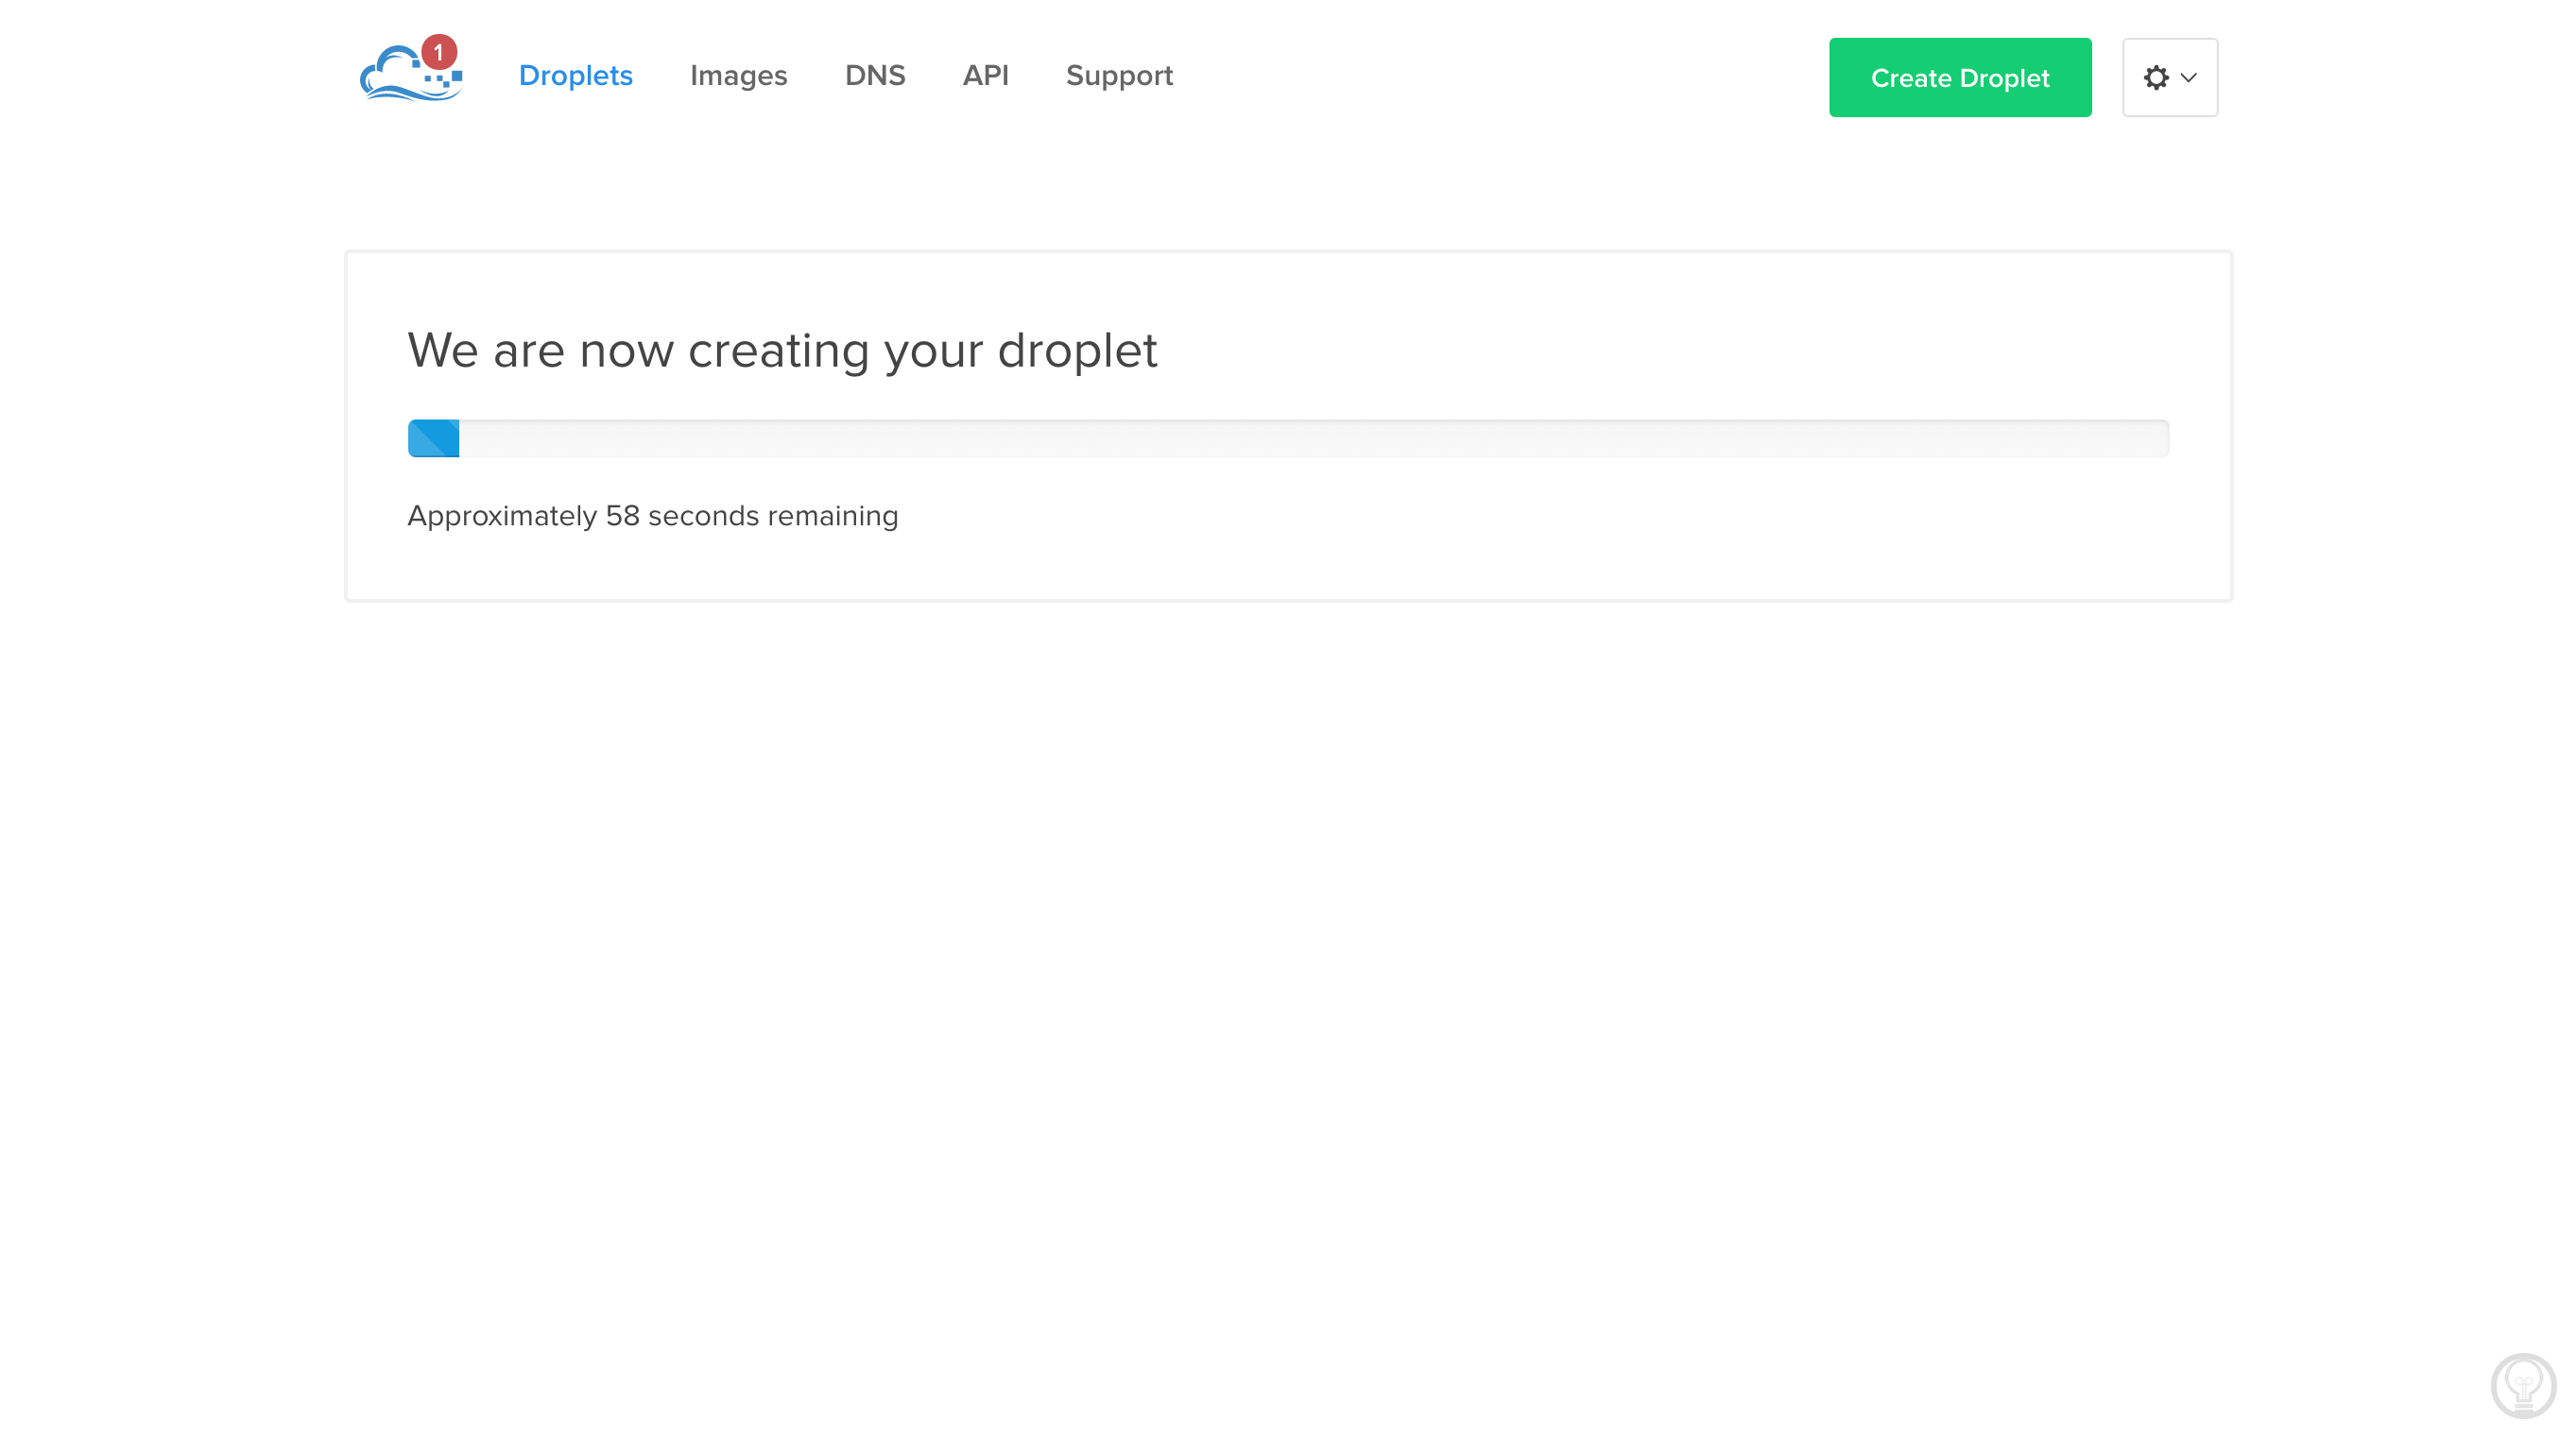 1
Droplets Images DNS API Support
Create Droplet
We are now creating your droplet
Approximately 58 seconds remaining